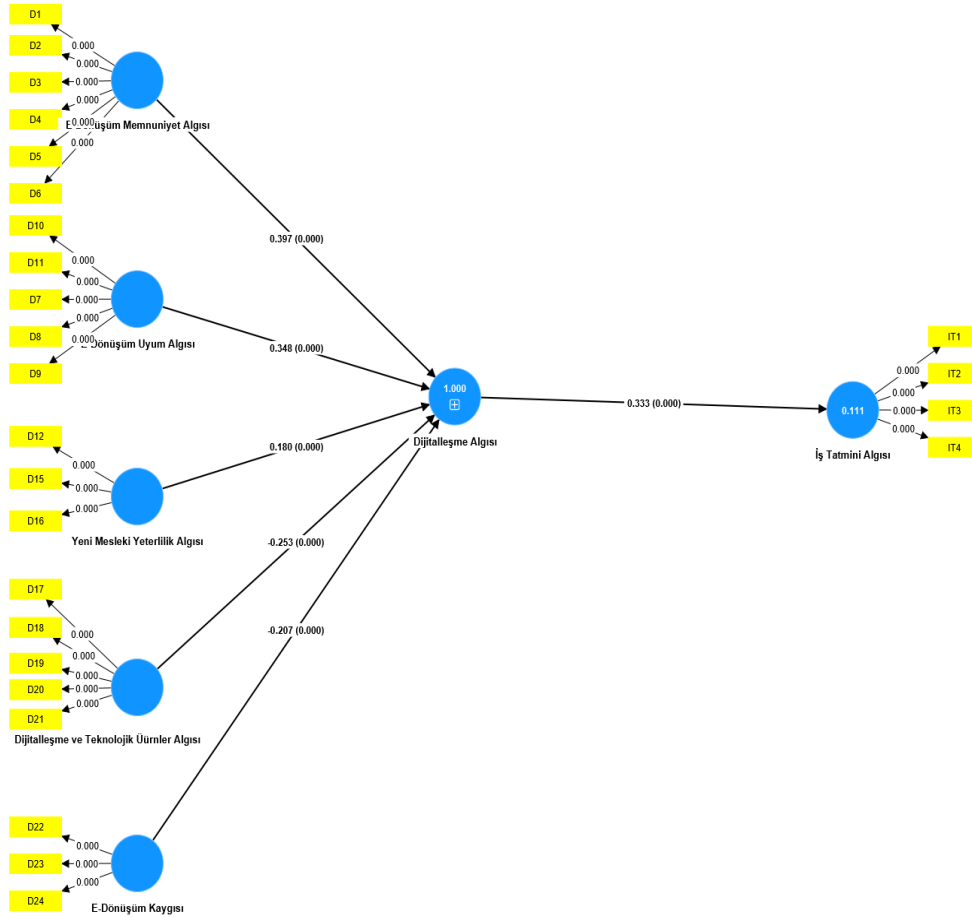 D1
0.000
D2
0.000
D3
0.000
D4
0.000
D5
0.000
D6
0.000
E-Dönüşüm Memnuniyet Algısı
0.397 (0.000)
D10
0.000
D11
0.000
D7
0.000
D8
0.000
D9
0.000
E-Dönüşüm Uyum Algısı
0.348 (0.000)
D12
0.000
D15
0.000
D16
0.000
Yeni Mesleki Yeterlilik Algısı
0.180 (0.000)
D17
0.000
D18
0.000
D19
0.000
D20
0.000
D21
0.000
Dijitalleşme ve Teknolojik Üürnler Algısı
-0.253 (0.000)
D22
0.000
D23
0.000
D24
0.000
E-Dönüşüm Kaygısı
-0.207 (0.000)
1.000
Dijitalleşme Algısı
0.333 (0.000)
0.111
İş Tatmini Algısı
0.000
IT1
0.000
IT2
0.000
IT3
0.000
IT4